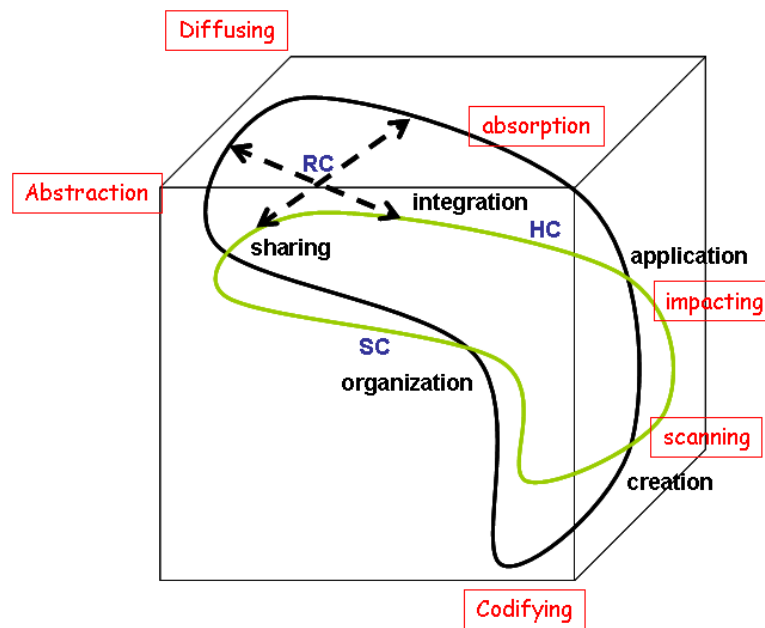 Diffusing
absorption
RC
Abstraction
integration
HC
sharing
application
impacting
SC
organization
scanning
creation
Codifying